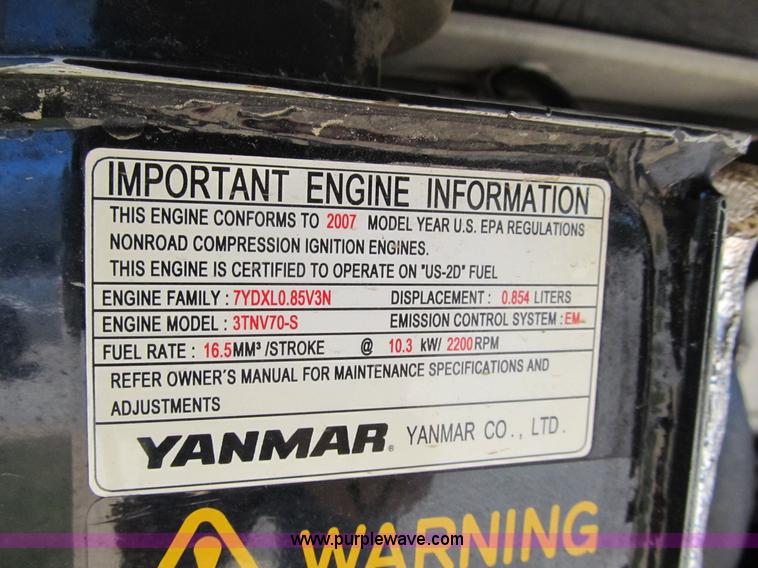 IMPORTANT ENGINE INFORMATION
THIS ENGINE CONFORMS TO 2007 MODEL YEAR U.S. EPA REGULATIONS
NONROAD COMPRESSION IGNITION ENGINES.
THIS ENGINE IS CERTIFIED TO OPERATE ON "US-2D" FUEL
ENGINE FAMILY : 7YDXL0.85V3N DISPLACEMENT : 0.854 LITERS
ENGINE MODEL : 3TNV70-S EMISSION CONTROL SYSTEM : EM
FUEL RATE : 16.5MM³ /STROKE @ 10.3 kW/ 2200RPM
REFER OWNER'S MANUAL FOR MAINTENANCE SPECIFICATIONS AND
ADJUSTMENTS
YANMAR® YANMAR CO., LTD.
WARNING
www.purplewave.com